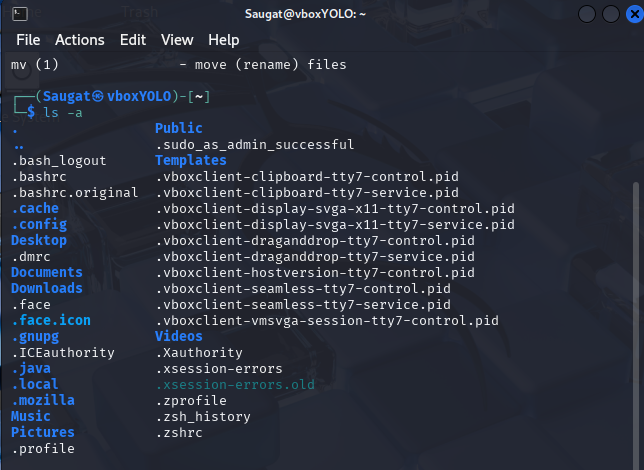 Saugat@vboxYOLO: ~
File Actions Edit View Help
mv (1)               - move (rename) files
┌──(Saugat㉿vboxYOLO)-[~]
└─$ ls -a
.                 Public
..                .sudo_as_admin_successful
.bash_logout      Templates
.bashrc           .vboxclient-clipboard-tty7-control.pid
.bashrc.original  .vboxclient-clipboard-tty7-service.pid
.cache            .vboxclient-display-svga-x11-tty7-control.pid
.config           .vboxclient-display-svga-x11-tty7-service.pid
Desktop           .vboxclient-draganddrop-tty7-control.pid
.dmrc             .vboxclient-draganddrop-tty7-service.pid
Documents         .vboxclient-hostversion-tty7-control.pid
Downloads         .vboxclient-seamless-tty7-control.pid
.face             .vboxclient-seamless-tty7-service.pid
.face.icon        .vboxclient-vmsvga-session-tty7-control.pid
.gnupg            Videos
.ICEauthority     .Xauthority
.java             .xsession-errors
.local            .xsession-errors.old
.mozilla          .zprofile
Music             .zsh_history
Pictures          .zshrc
.profile